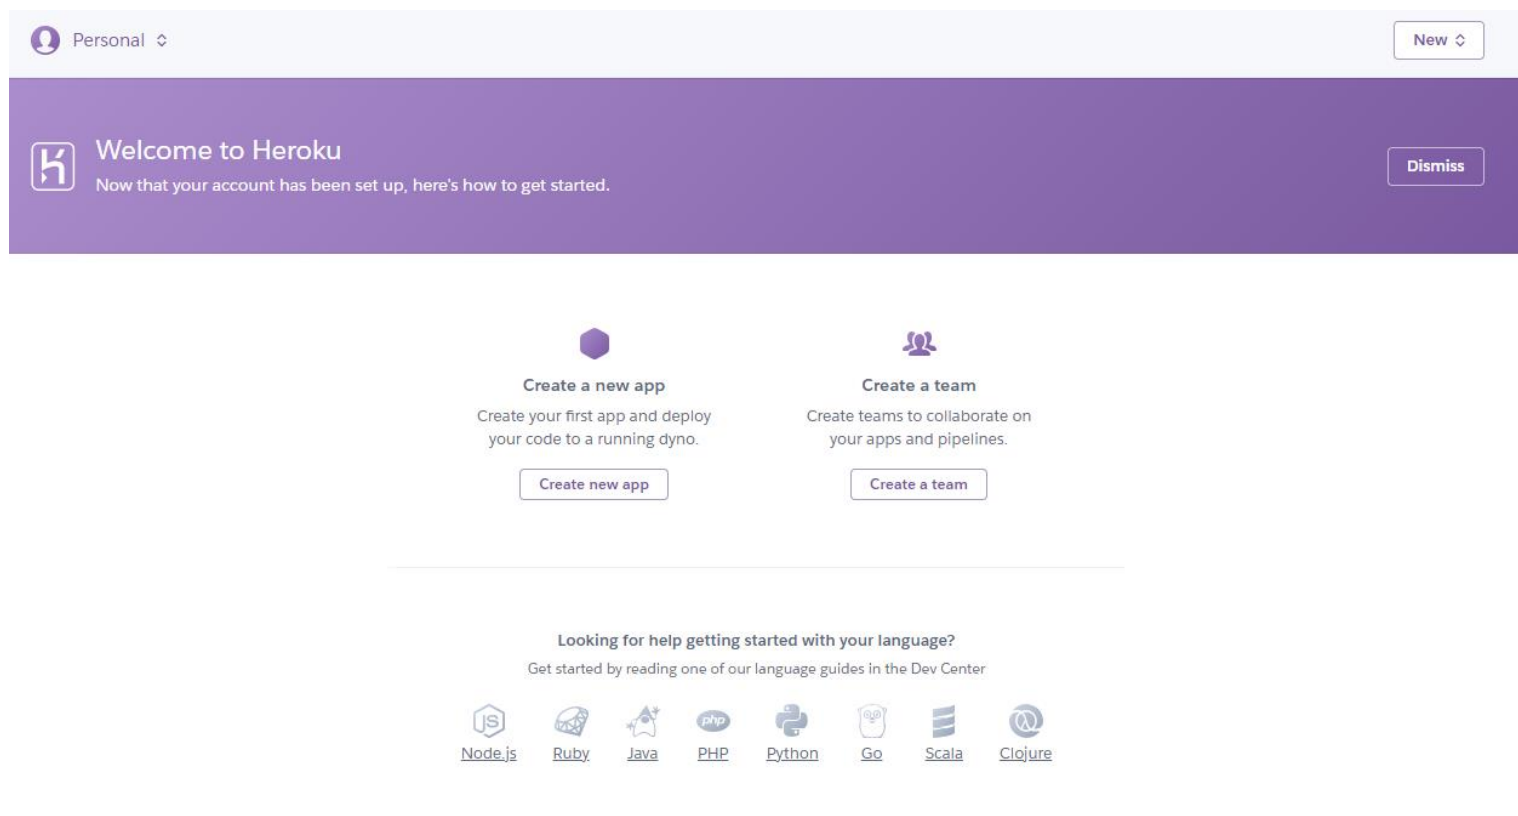 Personal
New
Welcome to Heroku
Now that your account has been set up, here's how to get started.
Dismiss
Create a new app
Create your first app and deploy
your code to a running dyno.
Create new app
Create a team
Create teams to collaborate on
your apps and pipelines.
Create a team
Looking for help getting started with your language?
Get started by reading one of our language guides in the Dev Center
JS
php
Node.js
Ruby
Java
PHP
Python
Go
Scala
Clojure